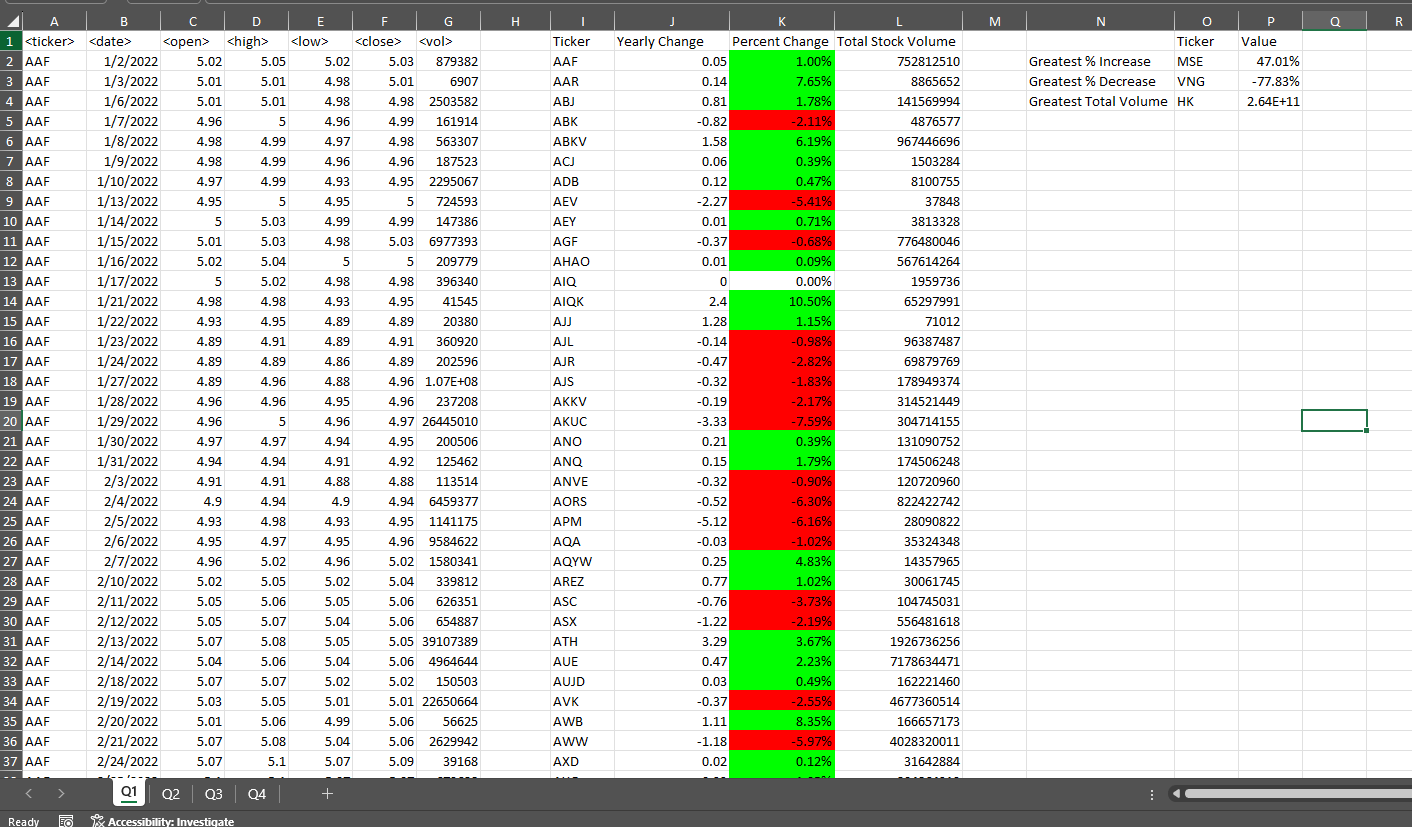 A B C D E F G H I J K L M N O P Q R
1 <ticker> <date> <open> <high> <low> <close> <vol> Ticker Yearly Change Percent Change Total Stock Volume Ticker Value
2 AAF 1/2/2022 5.02 5.05 5.02 5.03 879382 AAF 0.05 1.00% 752812510 Greatest % Increase MSE 47.01%
3 AAF 1/3/2022 5.01 5.01 4.98 5.01 6907 AAR 0.14 7.65% 8865652 Greatest % Decrease VNG -77.83%
4 AAF 1/6/2022 5.01 5.01 4.98 4.98 2503582 ABJ 0.81 1.78% 141569994 Greatest Total Volume HK 2.64E+11
5 AAF 1/7/2022 4.96 5 4.96 4.99 161914 ABK -0.82 -2.11% 4876577
6 AAF 1/8/2022 4.98 4.99 4.97 4.98 563307 ABKV 1.58 6.19% 967446696
7 AAF 1/9/2022 4.98 4.99 4.96 4.96 187523 ACJ 0.06 0.39% 1503284
8 AAF 1/10/2022 4.97 4.99 4.93 4.95 2295067 ADB 0.12 0.47% 8100755
9 AAF 1/13/2022 4.95 5 4.95 5 724593 AEV -2.27 -5.41% 37848
10 AAF 1/14/2022 5 5.03 4.99 4.99 147386 AEY 0.01 0.71% 3813328
11 AAF 1/15/2022 5.01 5.03 4.98 5.03 6977393 AGF -0.37 -0.68% 776480046
12 AAF 1/16/2022 5.02 5.04 5 5 209779 AHAO 0.01 0.09% 567614264
13 AAF 1/17/2022 5 5.02 4.98 4.98 396340 AIQ 0 0.00% 1959736
14 AAF 1/21/2022 4.98 4.98 4.93 4.95 41545 AIQK 2.4 10.50% 65297991
15 AAF 1/22/2022 4.93 4.95 4.89 4.89 20380 AJJ 1.28 1.15% 71012
16 AAF 1/23/2022 4.89 4.91 4.89 4.91 360920 AJL -0.14 -0.98% 96387487
17 AAF 1/24/2022 4.89 4.89 4.86 4.89 202596 AJR -0.47 -2.82% 69879769
18 AAF 1/27/2022 4.89 4.96 4.88 4.96 1.07E+08 AJS -0.32 -1.83% 178949374
19 AAF 1/28/2022 4.96 4.96 4.95 4.96 237208 AKKV -0.19 -2.17% 314521449
20 AAF 1/29/2022 4.96 5 4.96 4.97 26445010 AKUC -3.33 -7.59% 304714155
21 AAF 1/30/2022 4.97 4.97 4.94 4.95 200506 ANO 0.21 0.39% 131090752
22 AAF 1/31/2022 4.94 4.94 4.91 4.92 125462 ANQ 0.15 1.79% 174506248
23 AAF 2/3/2022 4.91 4.91 4.88 4.88 113514 ANVE -0.32 -0.90% 120720960
24 AAF 2/4/2022 4.9 4.94 4.9 4.94 6459377 AORS -0.52 -6.30% 822422742
25 AAF 2/5/2022 4.93 4.98 4.93 4.95 1141175 APM -5.12 -6.16% 28090822
26 AAF 2/6/2022 4.95 4.97 4.95 4.96 9584622 AQA -0.03 -1.02% 35324348
27 AAF 2/7/2022 4.96 5.02 4.96 5.02 1580341 AQYW 0.25 4.83% 14357965
28 AAF 2/10/2022 5.02 5.05 5.02 5.04 339812 AREZ 0.77 1.02% 30061745
29 AAF 2/11/2022 5.05 5.06 5.05 5.06 626351 ASC -0.76 -3.73% 104745031
30 AAF 2/12/2022 5.05 5.07 5.04 5.06 654887 ASX -1.22 -2.19% 556481618
31 AAF 2/13/2022 5.07 5.08 5.05 5.05 39107389 ATH 3.29 3.67% 1926736256
32 AAF 2/14/2022 5.04 5.06 5.04 5.06 4964644 AUE 0.47 2.23% 7178634471
33 AAF 2/18/2022 5.07 5.07 5.02 5.02 150503 AUJD 0.03 0.49% 162221460
34 AAF 2/19/2022 5.03 5.05 5.01 5.01 22650664 AVK -0.37 -2.55% 4677360514
35 AAF 2/20/2022 5.01 5.06 4.99 5.06 56625 AWB 1.11 8.35% 166657173
36 AAF 2/21/2022 5.07 5.08 5.04 5.06 2629942 AWW -1.18 -5.97% 4028320011
37 AAF 2/24/2022 5.07 5.1 5.07 5.09 39168 AXD 0.02 0.12% 31642884
Q1 Q2 Q3 Q4
Ready Accessibility: Investigate